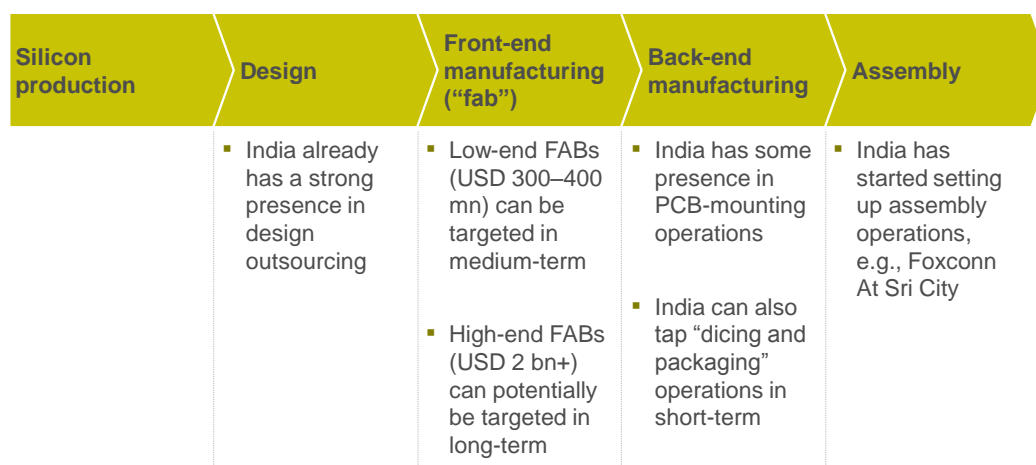 Silicon
production
Design
Front-end
manufacturing
(“fab”)
Back-end
manufacturing
Assembly
▪ India already
has a strong
presence in
design
outsourcing
▪ Low-end FABs
(USD 300–400
mn) can be
targeted in
medium-term
▪ High-end FABs
(USD 2 bn+)
can potentially
be targeted in
long-term
▪ India has some
presence in
PCB-mounting
operations
▪ India can also
tap “dicing and
packaging”
operations in
short-term
▪ India has
started setting
up assembly
operations,
e.g., Foxconn
At Sri City